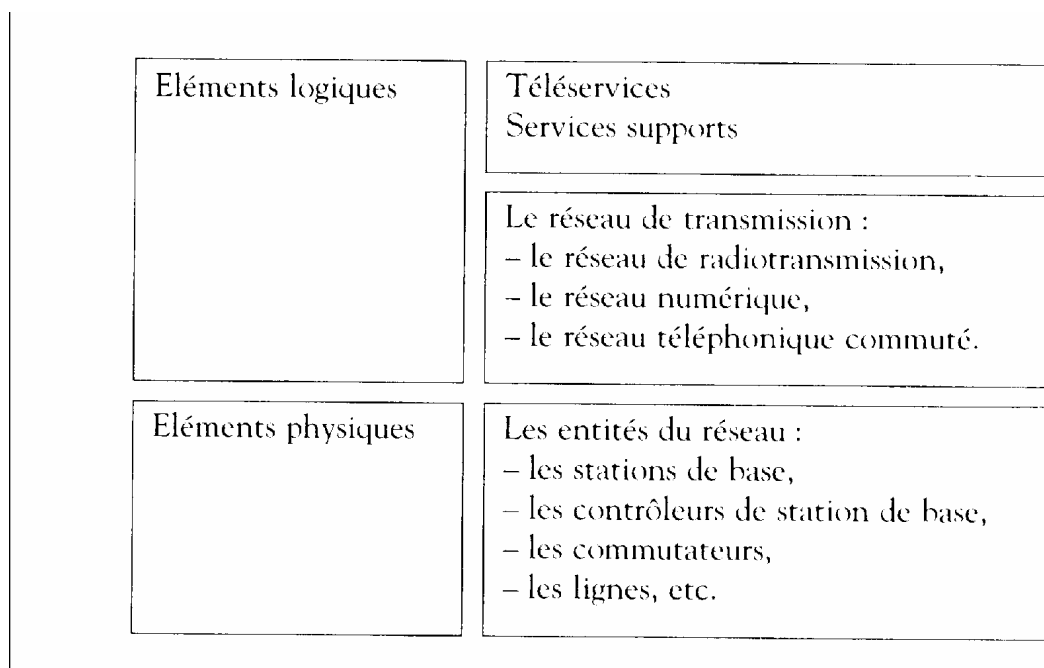 Eléments logiques
Téléservices
Services supports
Le réseau de transmission :
– le réseau de radiotransmission,
– le réseau numérique,
– le réseau téléphonique commuté.
Eléments physiques
Les entités du réseau :
– les stations de base,
– les contrôleurs de station de base,
– les commutateurs,
– les lignes, etc.